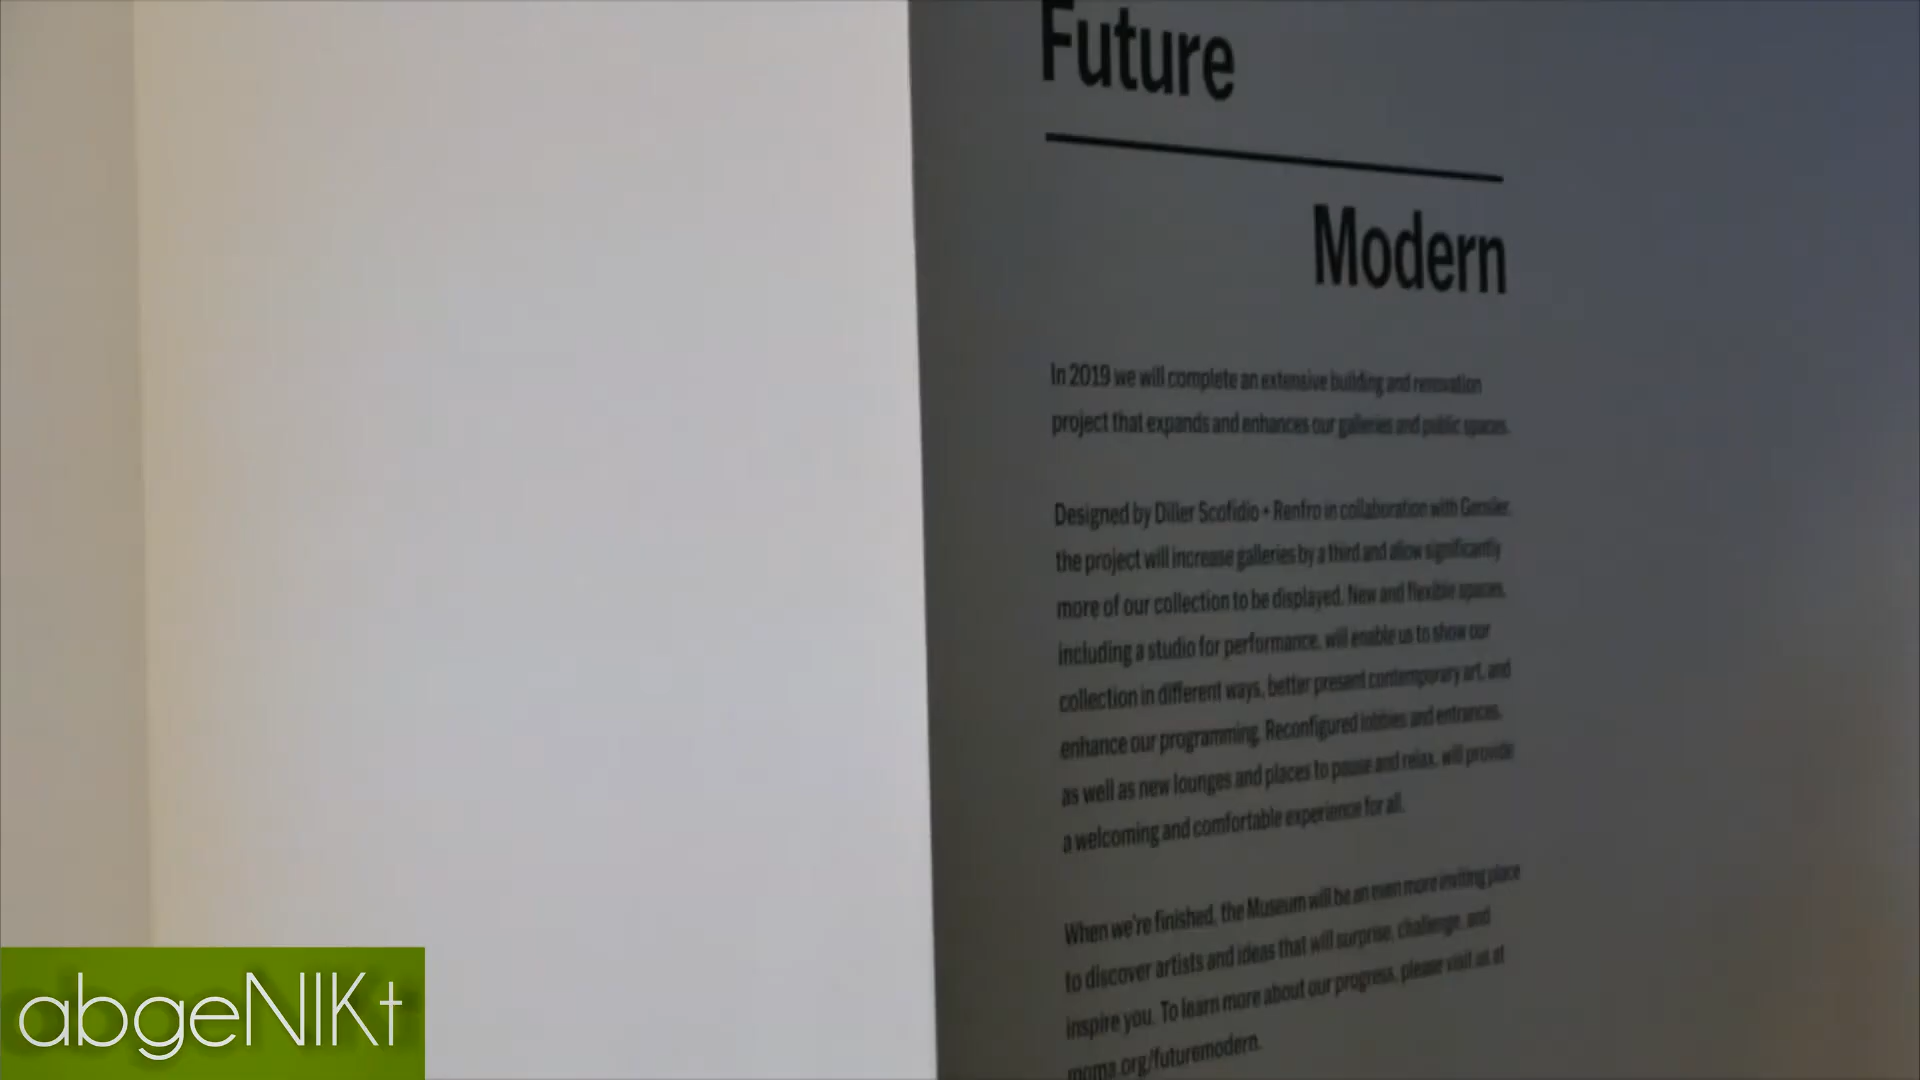 Future
Modern
In 2019 we will complete an extensive building and renovation
project that expands and enhances our galleries and public spaces.
Designed by Diller Scofidio + Renfro in collaboration with Gensler,
the project will increase galleries by a third and allow significantly
more of our collection to be displayed. New and flexible spaces,
including a studio for performance, will enable us to show our
collection in different ways, better present contemporary art, and
enhance our programming. Reconfigured lobbies and entrances,
as well as new lounges and places to pause and relax, will provide
a welcoming and comfortable experience for all.
When we're finished, the Museum will be an even more inviting place
to discover artists and ideas that will surprise, challenge, and
inspire you. To learn more about our progress, please visit us at
moma.org/futuremodern.
abgeNIKt